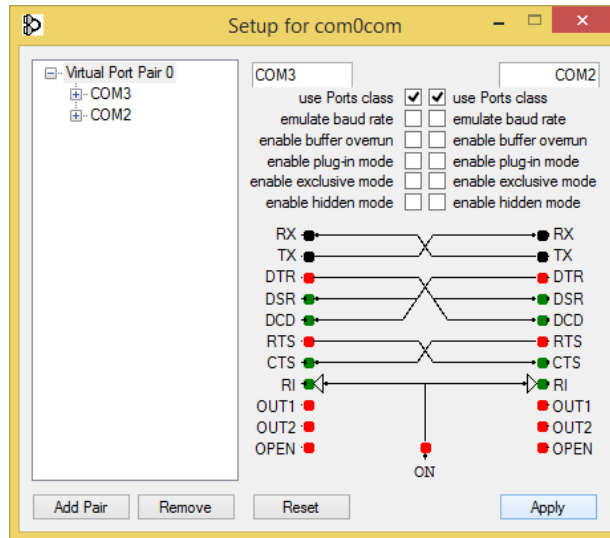 Setup for com0com
Virtual Port Pair 0
COM3
COM2
COM3 COM2
use Ports class use Ports class
emulate baud rate emulate baud rate
enable buffer overrun enable buffer overrun
enable plug-in mode enable plug-in mode
enable exclusive mode enable exclusive mode
enable hidden mode enable hidden mode
RX RX
TX TX
DTR DTR
DSR DSR
DCD DCD
RTS RTS
CTS CTS
RI RI
OUT1 OUT1
OUT2 OUT2
OPEN OPEN
ON
Add Pair Remove Reset Apply